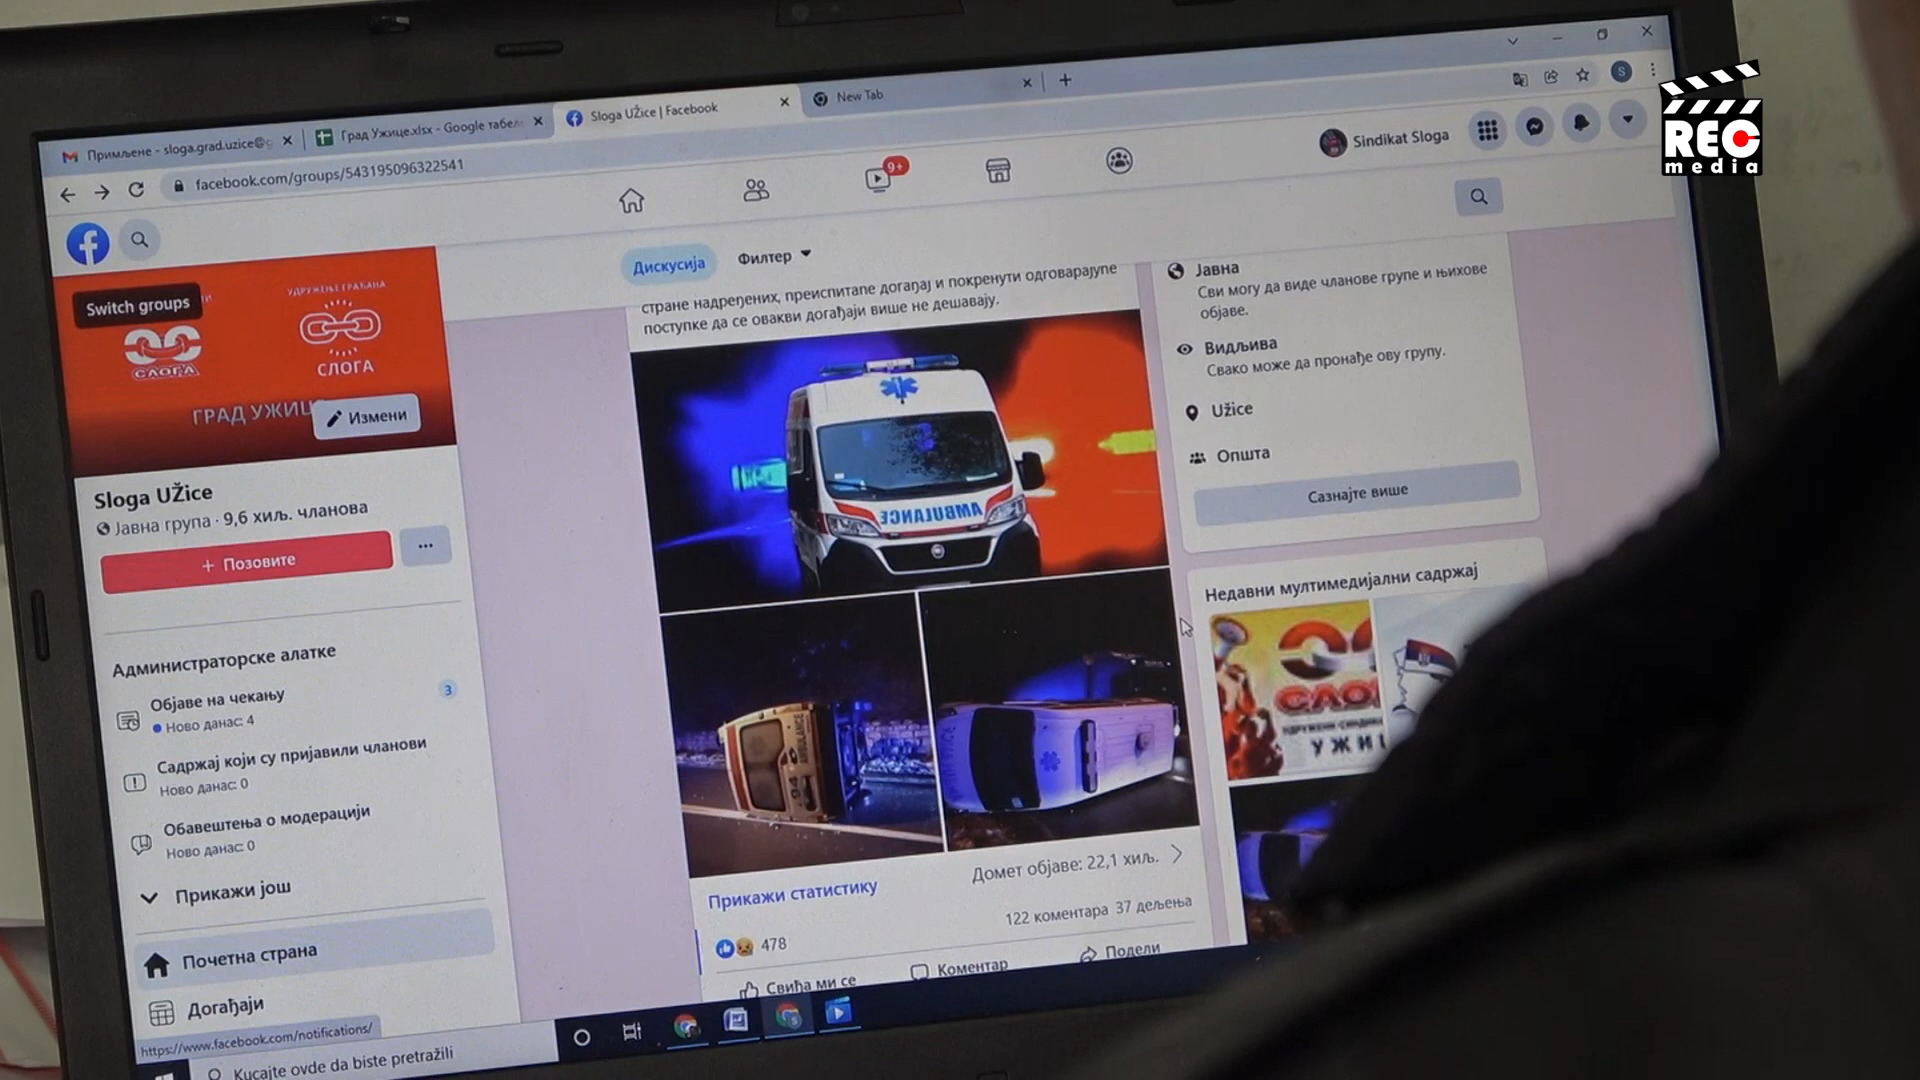 REC
media
Примљене - sloga.grad.uzice@g
Град Ужице.xlsx - Google табел
Sloga UŽice | Facebook
New Tab
facebook.com/groups/543195096322541
S
9+
Sindikat Sloga
Switch groups
УДРУЖЕЊЕ ГРАЂАНА
СЛОГА
СЛОГА
ГРАД УЖИЦ
Измени
Sloga UŽice
Јавна група · 9,6 хиљ. чланова
+ Позовите
Администраторске алатке
Објаве на чекању
3
Ново данас: 4
Садржај који су пријавили чланови
Ново данас: 0
Обавештења о модерацији
Ново данас: 0
Прикажи још
Почетна страна
Догађаји
https://www.facebook.com/notifications/
Kucajte ovde da biste pretražili
Дискусија
Филтер
стране надређених, преиспитаће догађај и покренути одговарајуће
поступке да се овакви догађаји више не дешавају.
AMBULANCE
AMBULANCE
94
Домет објаве: 22,1 хиљ.
Прикажи статистику
122 коментара 37 дељења
478
Свиђа ми се
Коментар
Подели
Јавна
Сви могу да виде чланове групе и њихове
објаве.
Видљива
Свако може да пронађе ову групу.
Užice
Општа
Сазнајте више
Недавни мултимедијални садржај
СЛО
УЖИ